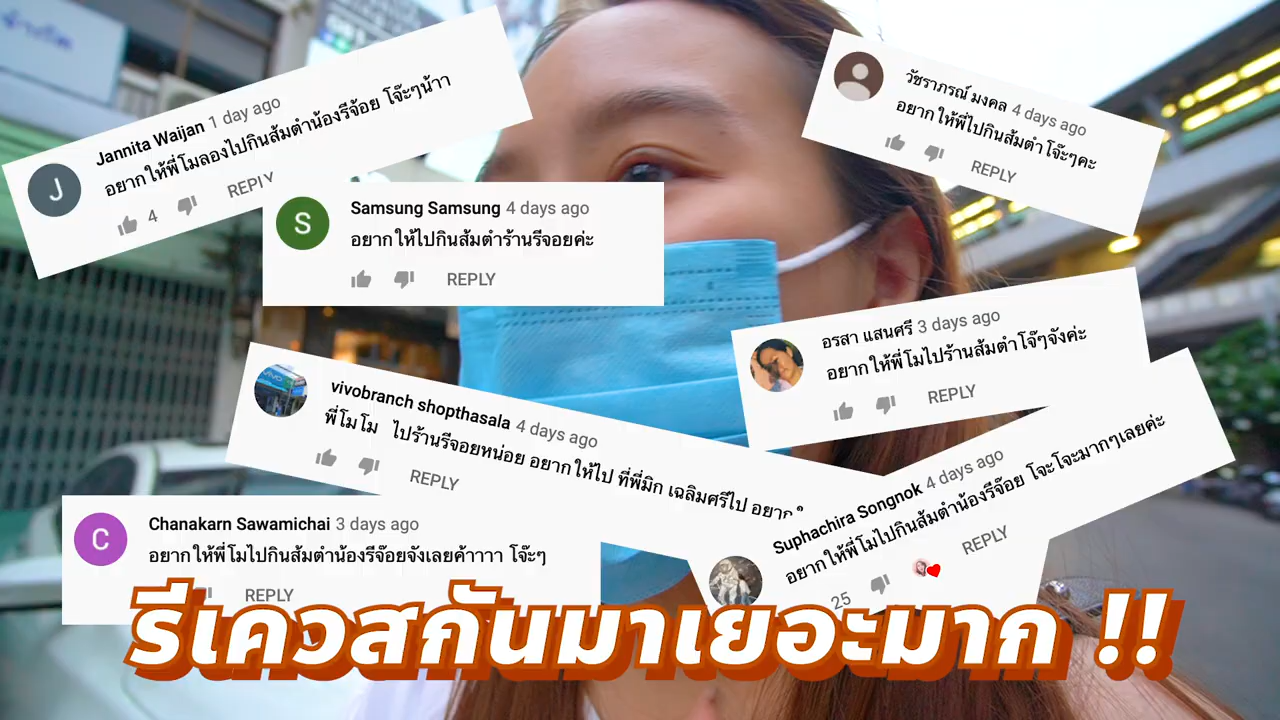 Jannita Waijan 1 day ago
อยากให้พี่โมลองไปกินส้มตำน้องรีจ้อย โจ๊ะๆน้าา
4 REPLY
วัชราภรณ์ มงคล 4 days ago
อยากให้พี่ไปกินส้มตำโจ๊ะๆคะ
REPLY
Samsung Samsung 4 days ago
อยากให้ไปกินส้มตำร้านรีจอยค่ะ
REPLY
อรสา แสนศรี 3 days ago
อยากให้พี่โมไปร้านส้มตำโจ๊ๆจังค่ะ
REPLY
vivobranch shopthasala 4 days ago
พี่โมโม ไปร้านรีจอยหน่อย อยากให้ไป ที่พี่มิก เฉลิมศรีไป อยาก
REPLY
Suphachira Songnok 4 days ago
อยากให้พี่โมไปกินส้มตำน้องรีจ๊อย โจะโจะมากๆเลยค่ะ
25 REPLY
Chanakarn Sawamichai 3 days ago
อยากให้พี่โมไปกินส้มตำน้องรีจ๊อยจังเลยค้าาาา โจ๊ะๆ
REPLY
รีเควสกันมาเยอะมาก !!